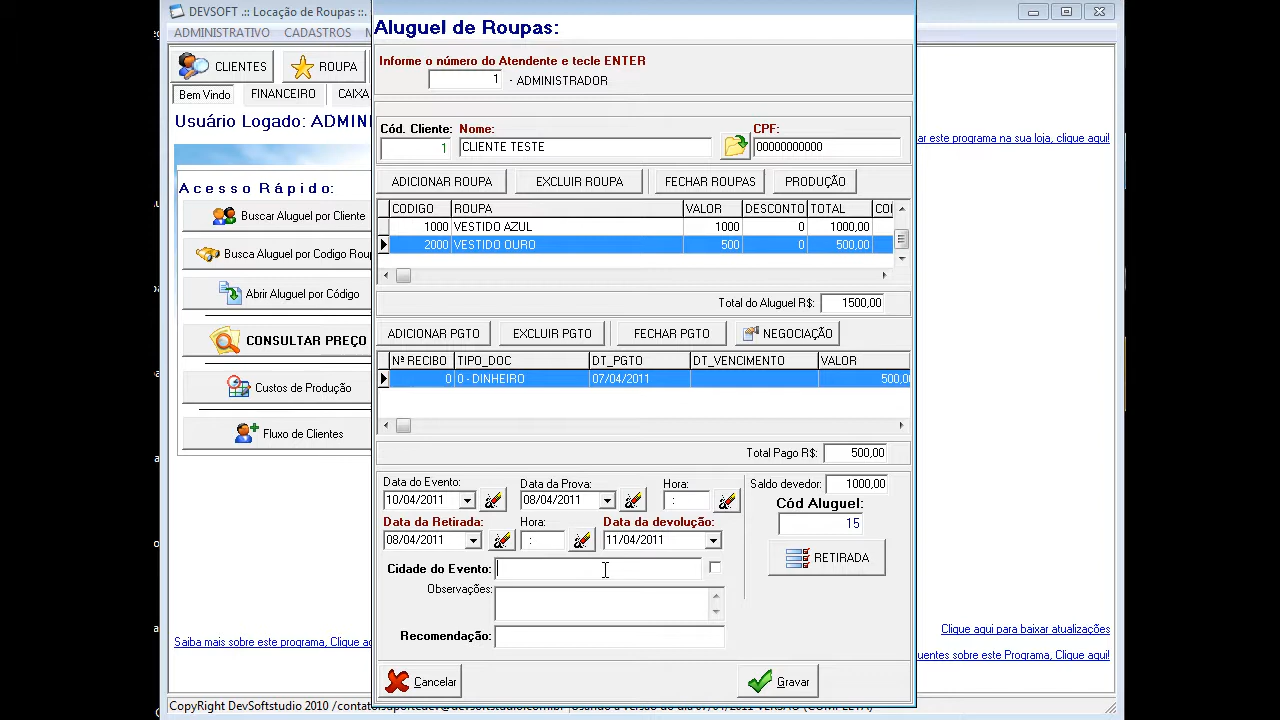 DEVSOFT .:: Locação de Roupas ::.
ADMINISTRATIVO CADASTROS
CLIENTES ROUPA
Bem Vindo FINANCEIRO
Usuário Logado:
Acesso Rápido:
Buscar Aluguel por Cliente
Busca Aluguel por Codigo
Abrir Aluguel por Código
CONSULTAR PREÇO
Custos de Produção
Fluxo de Clientes
Saiba mais sobre este programa, Clique
Aluguel de Roupas:
Informe o número do Atendente e tecle ENTER
1 - ADMINISTRADOR
Cód. Cliente: Nome: CPF:
1 CLIENTE TESTE 00000000000
ADICIONAR ROUPA EXCLUIR ROUPA FECHAR ROUPAS PRODUÇÃO
CODIGO ROUPA VALOR DESCONTO TOTAL
1000 VESTIDO AZUL 1000 0 1000,00
2000 VESTIDO OURO 500 0 500,00
Total do Aluguel R$: 1500,00
ADICIONAR PGTO EXCLUIR PGTO FECHAR PGTO NEGOCIAÇÃO
Nº RECIBO TIPO_DOC DT_PGTO DT_VENCIMENTO VALOR
0 0 - DINHEIRO 07/04/2011 500,00
Total Pago R$: 500,00
Data do Evento: Data da Prova: Hora: Saldo devedor: 1000,00
10/04/2011 08/04/2011 :
Cód Aluguel:
15
Data da Retirada: Hora: Data da devolução:
08/04/2011 : 11/04/2011
RETIRADA
Cidade do Evento:
Observações:
Recomendação:
Cancelar Gravar
este programa na sua loja, clique aqui!
Clique aqui para baixar atualizações
este Programa, Clique aqui!
CopyRight DevSoftstudio 2010